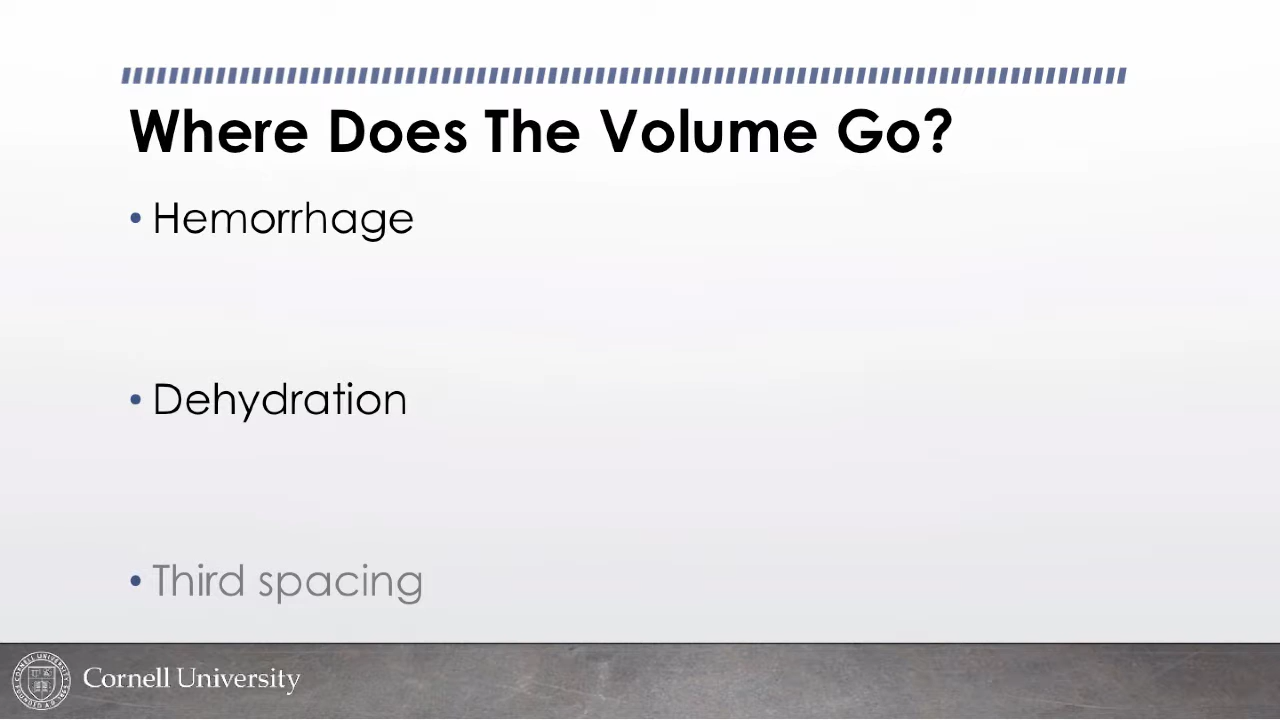 Where Does The Volume Go?
• Hemorrhage
• Dehydration
• Third spacing
Cornell University